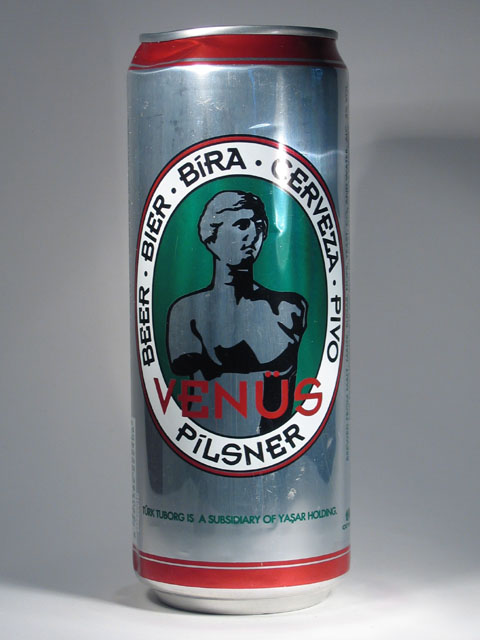 BEER · BIER · BİRA · CERVEZA · PIVO
VENÜS
PİLSNER
TÜRK TUBORG IS A SUBSIDIARY OF YAŞAR HOLDING.